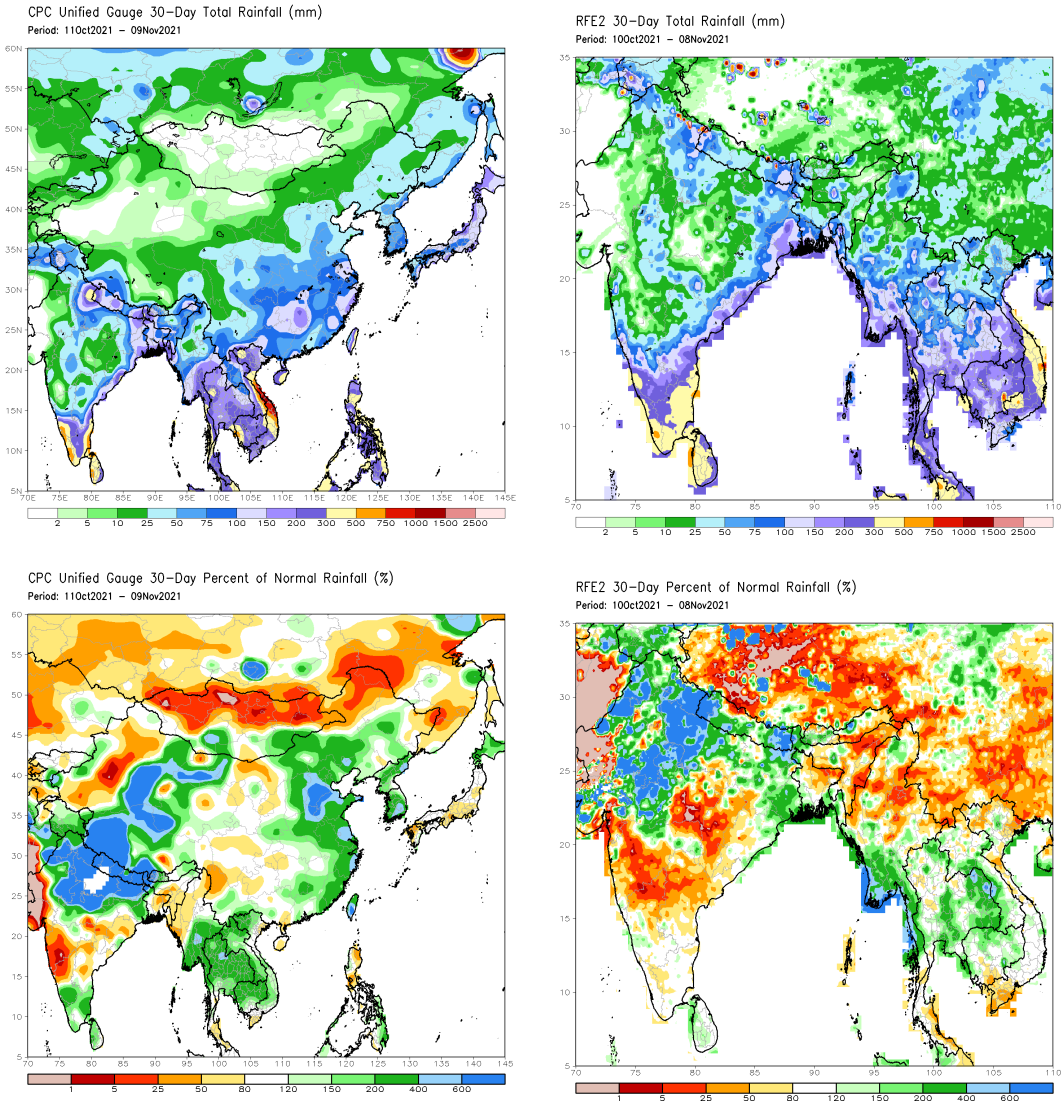 CPC Unified Gauge 30-Day Total Rainfall (mm)
Period: 11Oct2021 - 09Nov2021
60N
55N
50N
45N
40N
35N
30N
25N
20N
15N
10N
5N
70E 75E 80E 85E 90E 95E 100E 105E 110E 115E 120E 125E 130E 135E 140E 145E
2 5 10 25 50 75 100 150 200 300 500 750 1000 1500 2500
RFE2 30-Day Total Rainfall (mm)
Period: 10Oct2021 - 08Nov2021
35
30
25
20
15
10
5
70 75 80 85 90 95 100 105 110
2 5 10 25 50 75 100 150 200 300 500 750 1000 1500 2500
CPC Unified Gauge 30-Day Percent of Normal Rainfall (%)
Period: 11Oct2021 - 09Nov2021
60
55
50
45
40
35
30
25
20
15
10
5
70 75 80 85 90 95 100 105 110 115 120 125 130 135 140 145
1 5 25 50 80 120 150 200 400 600
RFE2 30-Day Percent of Normal Rainfall (%)
Period: 10Oct2021 - 08Nov2021
35
30
25
20
15
10
5
70 75 80 85 90 95 100 105 110
1 5 25 50 80 120 150 200 400 600